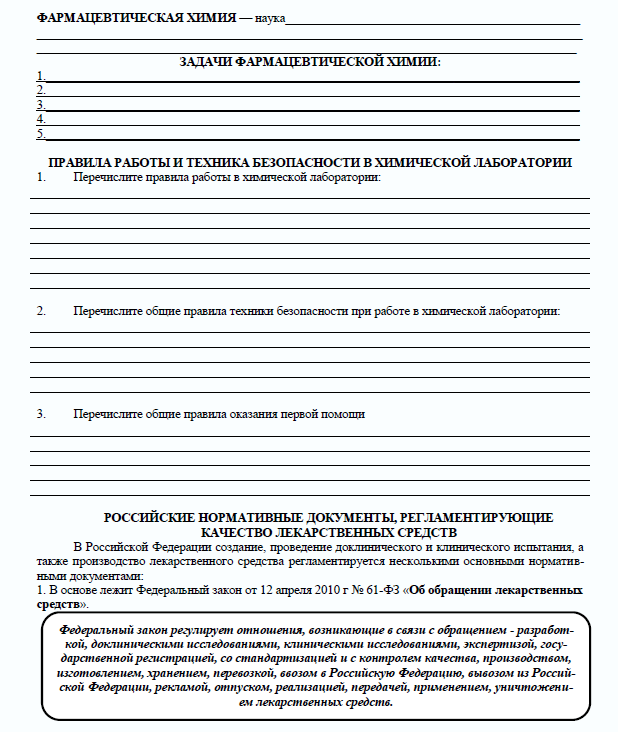 ФАРМАЦЕВТИЧЕСКАЯ ХИМИЯ — наука
ЗАДАЧИ ФАРМАЦЕВТИЧЕСКОЙ ХИМИИ:
1.
2.
3.
4.
5.
ПРАВИЛА РАБОТЫ И ТЕХНИКА БЕЗОПАСНОСТИ В ХИМИЧЕСКОЙ ЛАБОРАТОРИИ
1. Перечислите правила работы в химической лаборатории:
2. Перечислите общие правила техники безопасности при работе в химической лаборатории:
3. Перечислите общие правила оказания первой помощи
РОССИЙСКИЕ НОРМАТИВНЫЕ ДОКУМЕНТЫ, РЕГЛАМЕНТИРУЮЩИЕ
КАЧЕСТВО ЛЕКАРСТВЕННЫХ СРЕДСТВ
В Российской Федерации создание, проведение доклинического и клинического испытания, а
также производство лекарственного средства регламентируется несколькими основными норматив-
ными документами:
1. В основе лежит Федеральный закон от 12 апреля 2010 г № 61-ФЗ «Об обращении лекарственных
средств».
Федеральный закон регулирует отношения, возникающие в связи с обращением - разработ-
кой, доклиническими исследованиями, клиническими исследованиями, экспертизой, госу-
дарственной регистрацией, со стандартизацией и с контролем качества, производством,
изготовлением, хранением, перевозкой, ввозом в Российскую Федерацию, вывозом из Россий-
ской Федерации, рекламой, отпуском, реализацией, передачей, применением, уничтожени-
ем лекарственных средств.